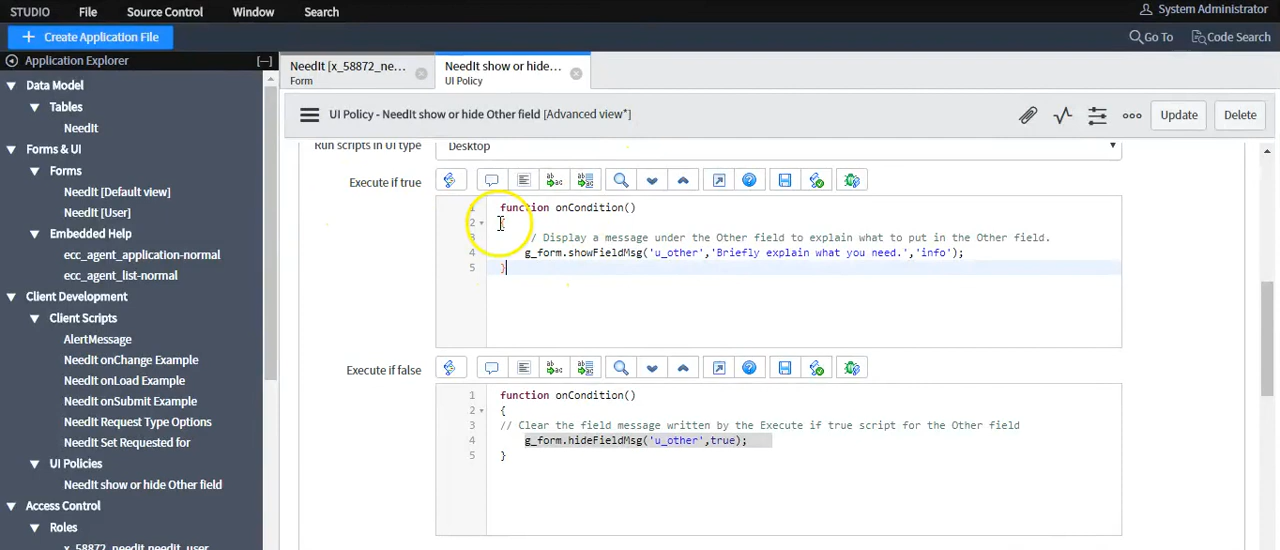 STUDIO File Source Control Window Search System Administrator
+ Create Application File Go To Code Search
Application Explorer [—]
Data Model
Tables
NeedIt
Forms & UI
Forms
NeedIt [Default view]
NeedIt [User]
Embedded Help
ecc_agent_application-normal
ecc_agent_list-normal
Client Development
Client Scripts
AlertMessage
NeedIt onChange Example
NeedIt onLoad Example
NeedIt onSubmit Example
NeedIt Request Type Options
NeedIt Set Requested for
UI Policies
NeedIt show or hide Other field
Access Control
Roles
x_58872_needit.needit_user
NeedIt [x_58872_ne...
Form
NeedIt show or hide...
UI Policy
UI Policy - NeedIt show or hide Other field [Advanced view*]
Update Delete
Run scripts in UI type Desktop
Execute if true
1 function onCondition()
2 {
3 // Display a message under the Other field to explain what to put in the Other field.
4 g_form.showFieldMsg('u_other','Briefly explain what you need.','info');
5 }
Execute if false
1 function onCondition()
2 {
3 // Clear the field message written by the Execute if true script for the Other field
4 g_form.hideFieldMsg('u_other',true);
5 }